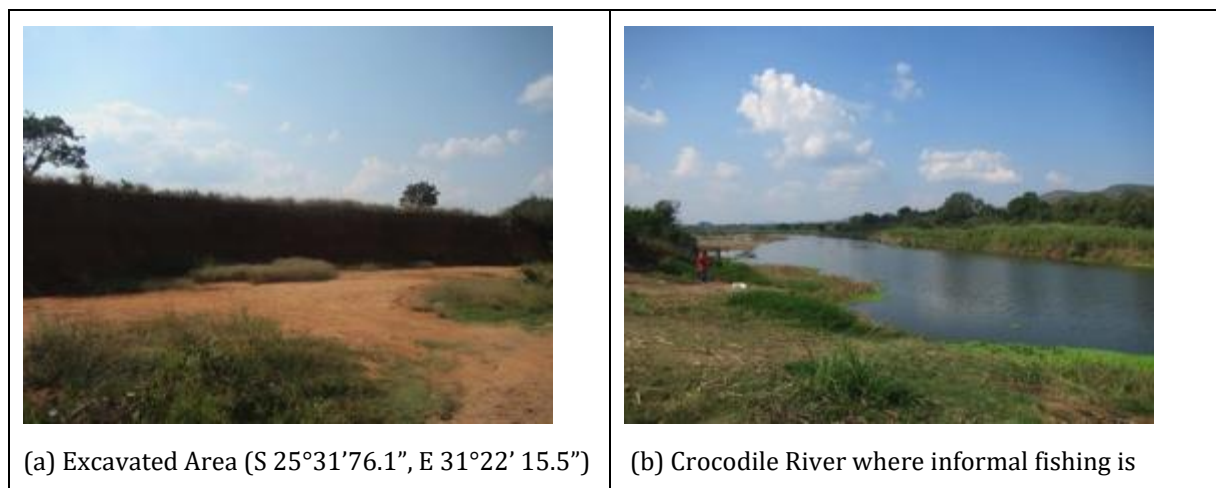 (a) Excavated Area (S 25°31’76.1”, E 31°22’ 15.5”)
(b) Crocodile River where informal fishing is